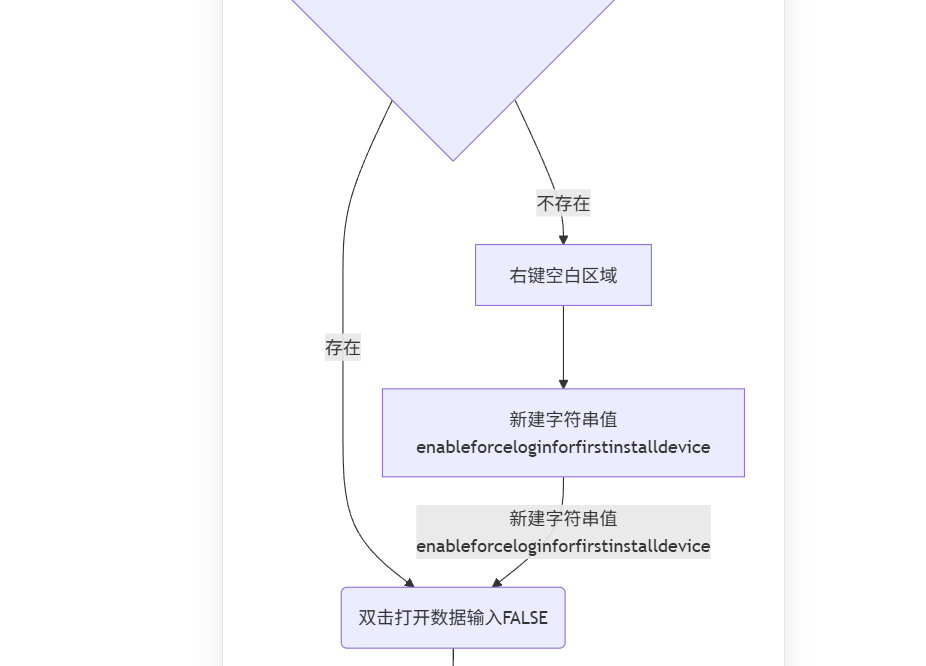 不存在
右键空白区域
存在
新建字符串值
enableforceloginforfirstinstalldevice
新建字符串值
enableforceloginforfirstinstalldevice
双击打开数据输入FALSE